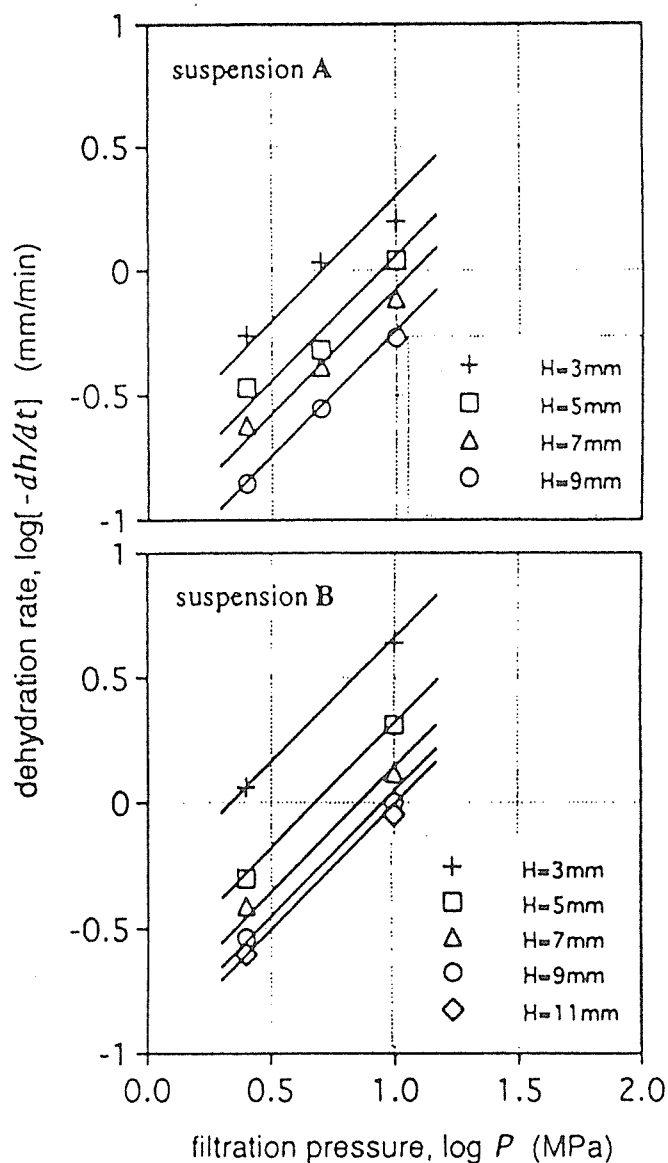 dehydration rate, log[-dh/dt] (mm/min)
1
suspension A
0.5
0
-0.5
-1
+ H=3mm
□ H=5mm
△ H=7mm
○ H=9mm
1
suspension B
0.5
0
-0.5
-1
+ H=3mm
□ H=5mm
△ H=7mm
○ H=9mm
◇ H=11mm
0.0 0.5 1.0 1.5 2.0
filtration pressure, log P (MPa)